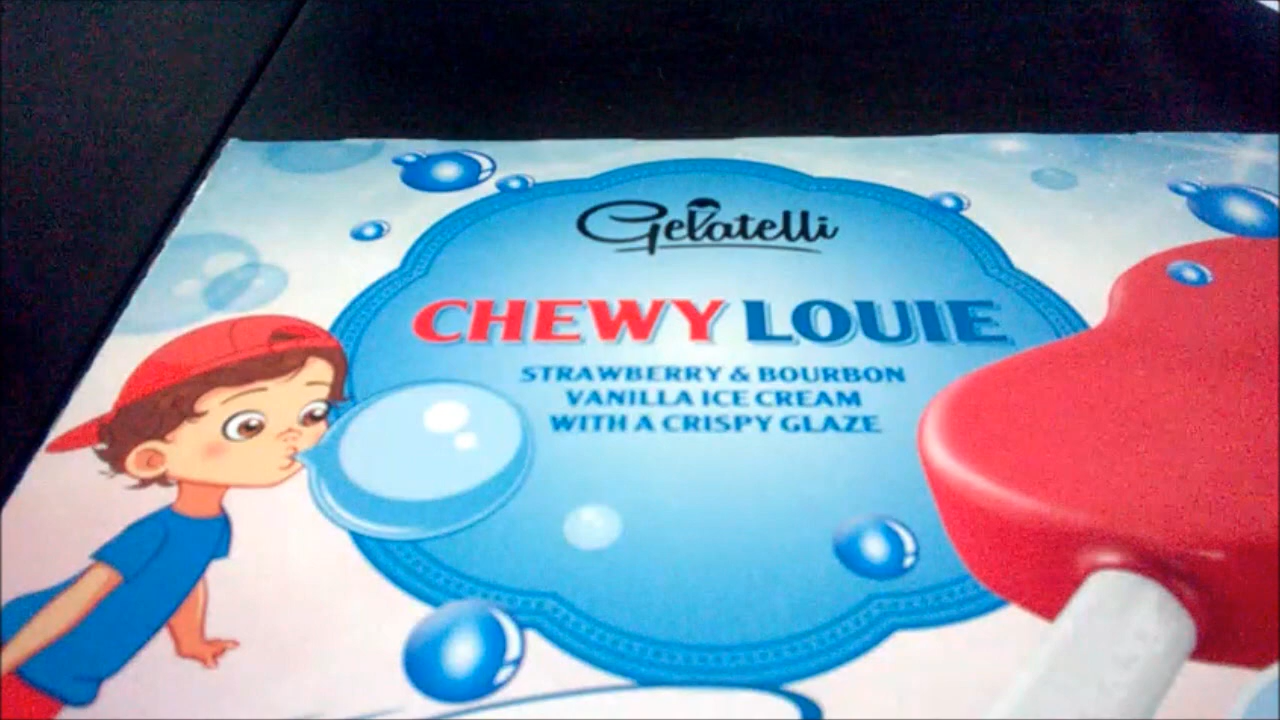 Gelatelli
CHEWY LOUIE
STRAWBERRY & BOURBON
VANILLA ICE CREAM
WITH A CRISPY GLAZE